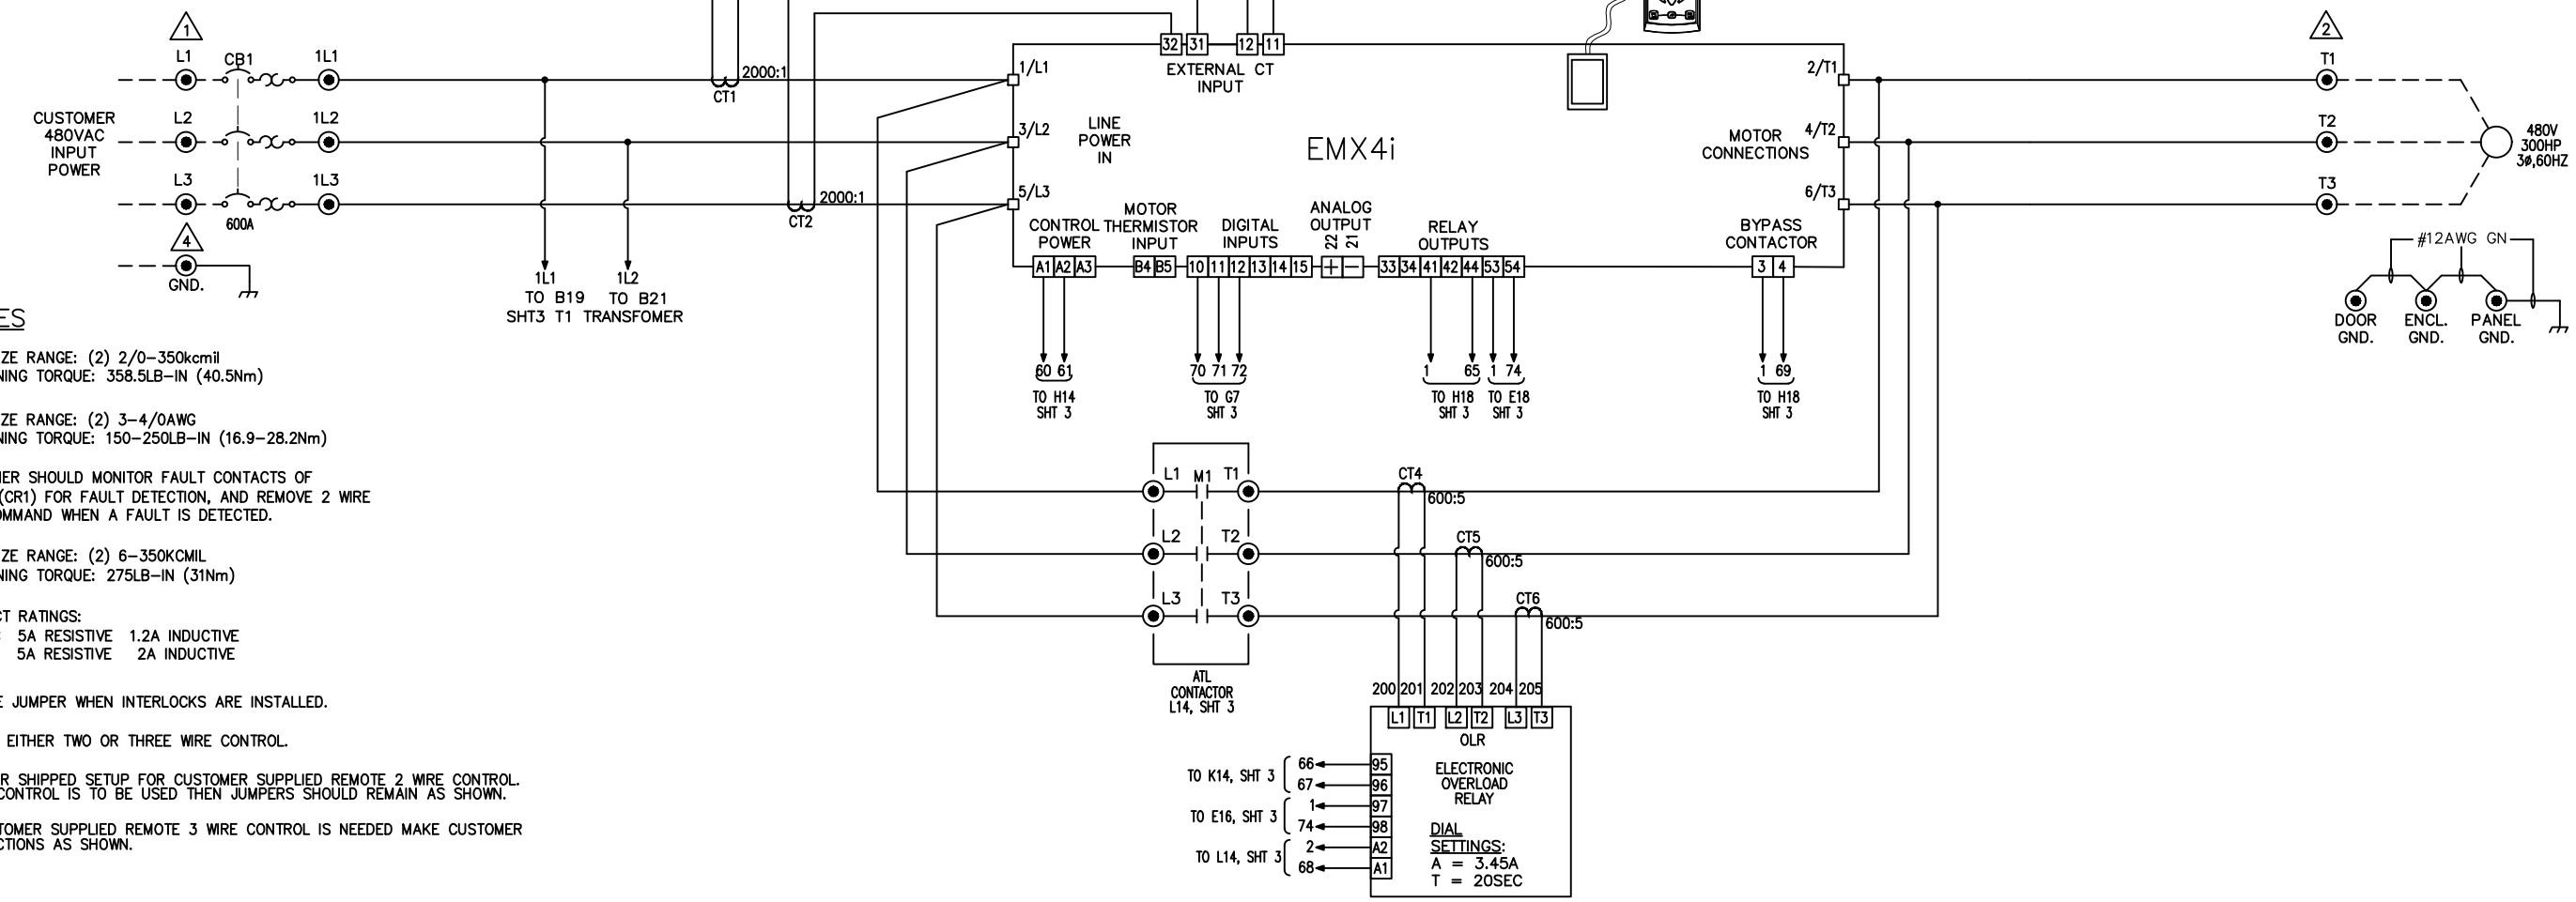 1
L1
CB1
1L1
2000:1
CT1
32 31 12 11
EXTERNAL CT
INPUT
1/L1
2/T1
2
T1
CUSTOMER
480VAC
INPUT
POWER
L2
1L2
3/L2
LINE
POWER
IN
EMX4i
MOTOR
CONNECTIONS
4/T2
T2
480V
300HP
3ø,60HZ
L3
1L3
600A
2000:1
CT2
5/L3
6/T3
T3
4
GND.
CONTROL
POWER
MOTOR
THERMISTOR
INPUT
DIGITAL
INPUTS
ANALOG
OUTPUT
22 21
RELAY
OUTPUTS
BYPASS
CONTACTOR
A1 A2 A3
B4 B5
10 11 12 13 14 15
+ −
33 34 41 42 44 53 54
3 4
#12AWG GN
DOOR
GND.
ENCL.
GND.
PANEL
GND.
1L1
TO B19
1L2
TO B21
SHT3 T1 TRANSFOMER
60 61
TO H14
SHT 3
70 71 72
TO G7
SHT 3
1 65
TO H18
SHT 3
1 74
TO E18
SHT 3
1 69
TO H18
SHT 3
ES
ZE RANGE: (2) 2/0-350kcmil
NING TORQUE: 358.5LB-IN (40.5Nm)
ZE RANGE: (2) 3-4/0AWG
NING TORQUE: 150-250LB-IN (16.9-28.2Nm)
MER SHOULD MONITOR FAULT CONTACTS OF
(CR1) FOR FAULT DETECTION, AND REMOVE 2 WIRE
OMMAND WHEN A FAULT IS DETECTED.
ZE RANGE: (2) 6-350KCMIL
NING TORQUE: 275LB-IN (31Nm)
CT RATINGS:
5A RESISTIVE 1.2A INDUCTIVE
5A RESISTIVE 2A INDUCTIVE
E JUMPER WHEN INTERLOCKS ARE INSTALLED.
EITHER TWO OR THREE WIRE CONTROL.
R SHIPPED SETUP FOR CUSTOMER SUPPLIED REMOTE 2 WIRE CONTROL.
CONTROL IS TO BE USED THEN JUMPERS SHOULD REMAIN AS SHOWN.
TOMER SUPPLIED REMOTE 3 WIRE CONTROL IS NEEDED MAKE CUSTOMER
CTIONS AS SHOWN.
L1 M1 T1
CT4
600:5
L2 T2
CT5
600:5
L3 T3
CT6
600:5
ATL
CONTACTOR
L14, SHT 3
200 201 202 203 204 205
L1 T1 L2 T2 L3 T3
OLR
ELECTRONIC
OVERLOAD
RELAY
DIAL
SETTINGS:
A = 3.45A
T = 20SEC
TO K14, SHT 3
66 95
67 96
TO E16, SHT 3
1 97
74 98
TO L14, SHT 3
2 A2
68 A1